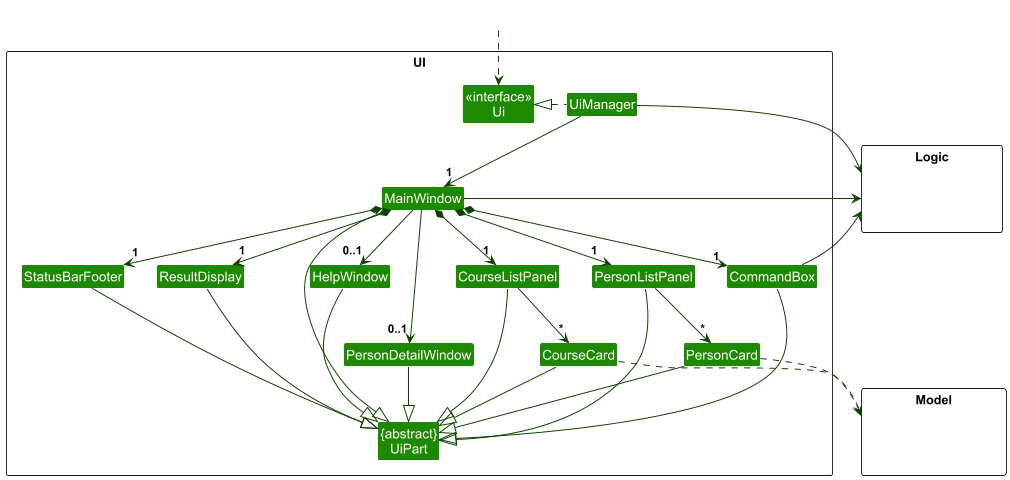 UI
«interface»
Ui
UiManager
Logic
1
MainWindow
1
1
0..1
1
1
1
StatusBarFooter
ResultDisplay
HelpWindow
CourseListPanel
PersonListPanel
CommandBox
0..1
*
*
PersonDetailWindow
CourseCard
PersonCard
Model
{abstract}
UiPart